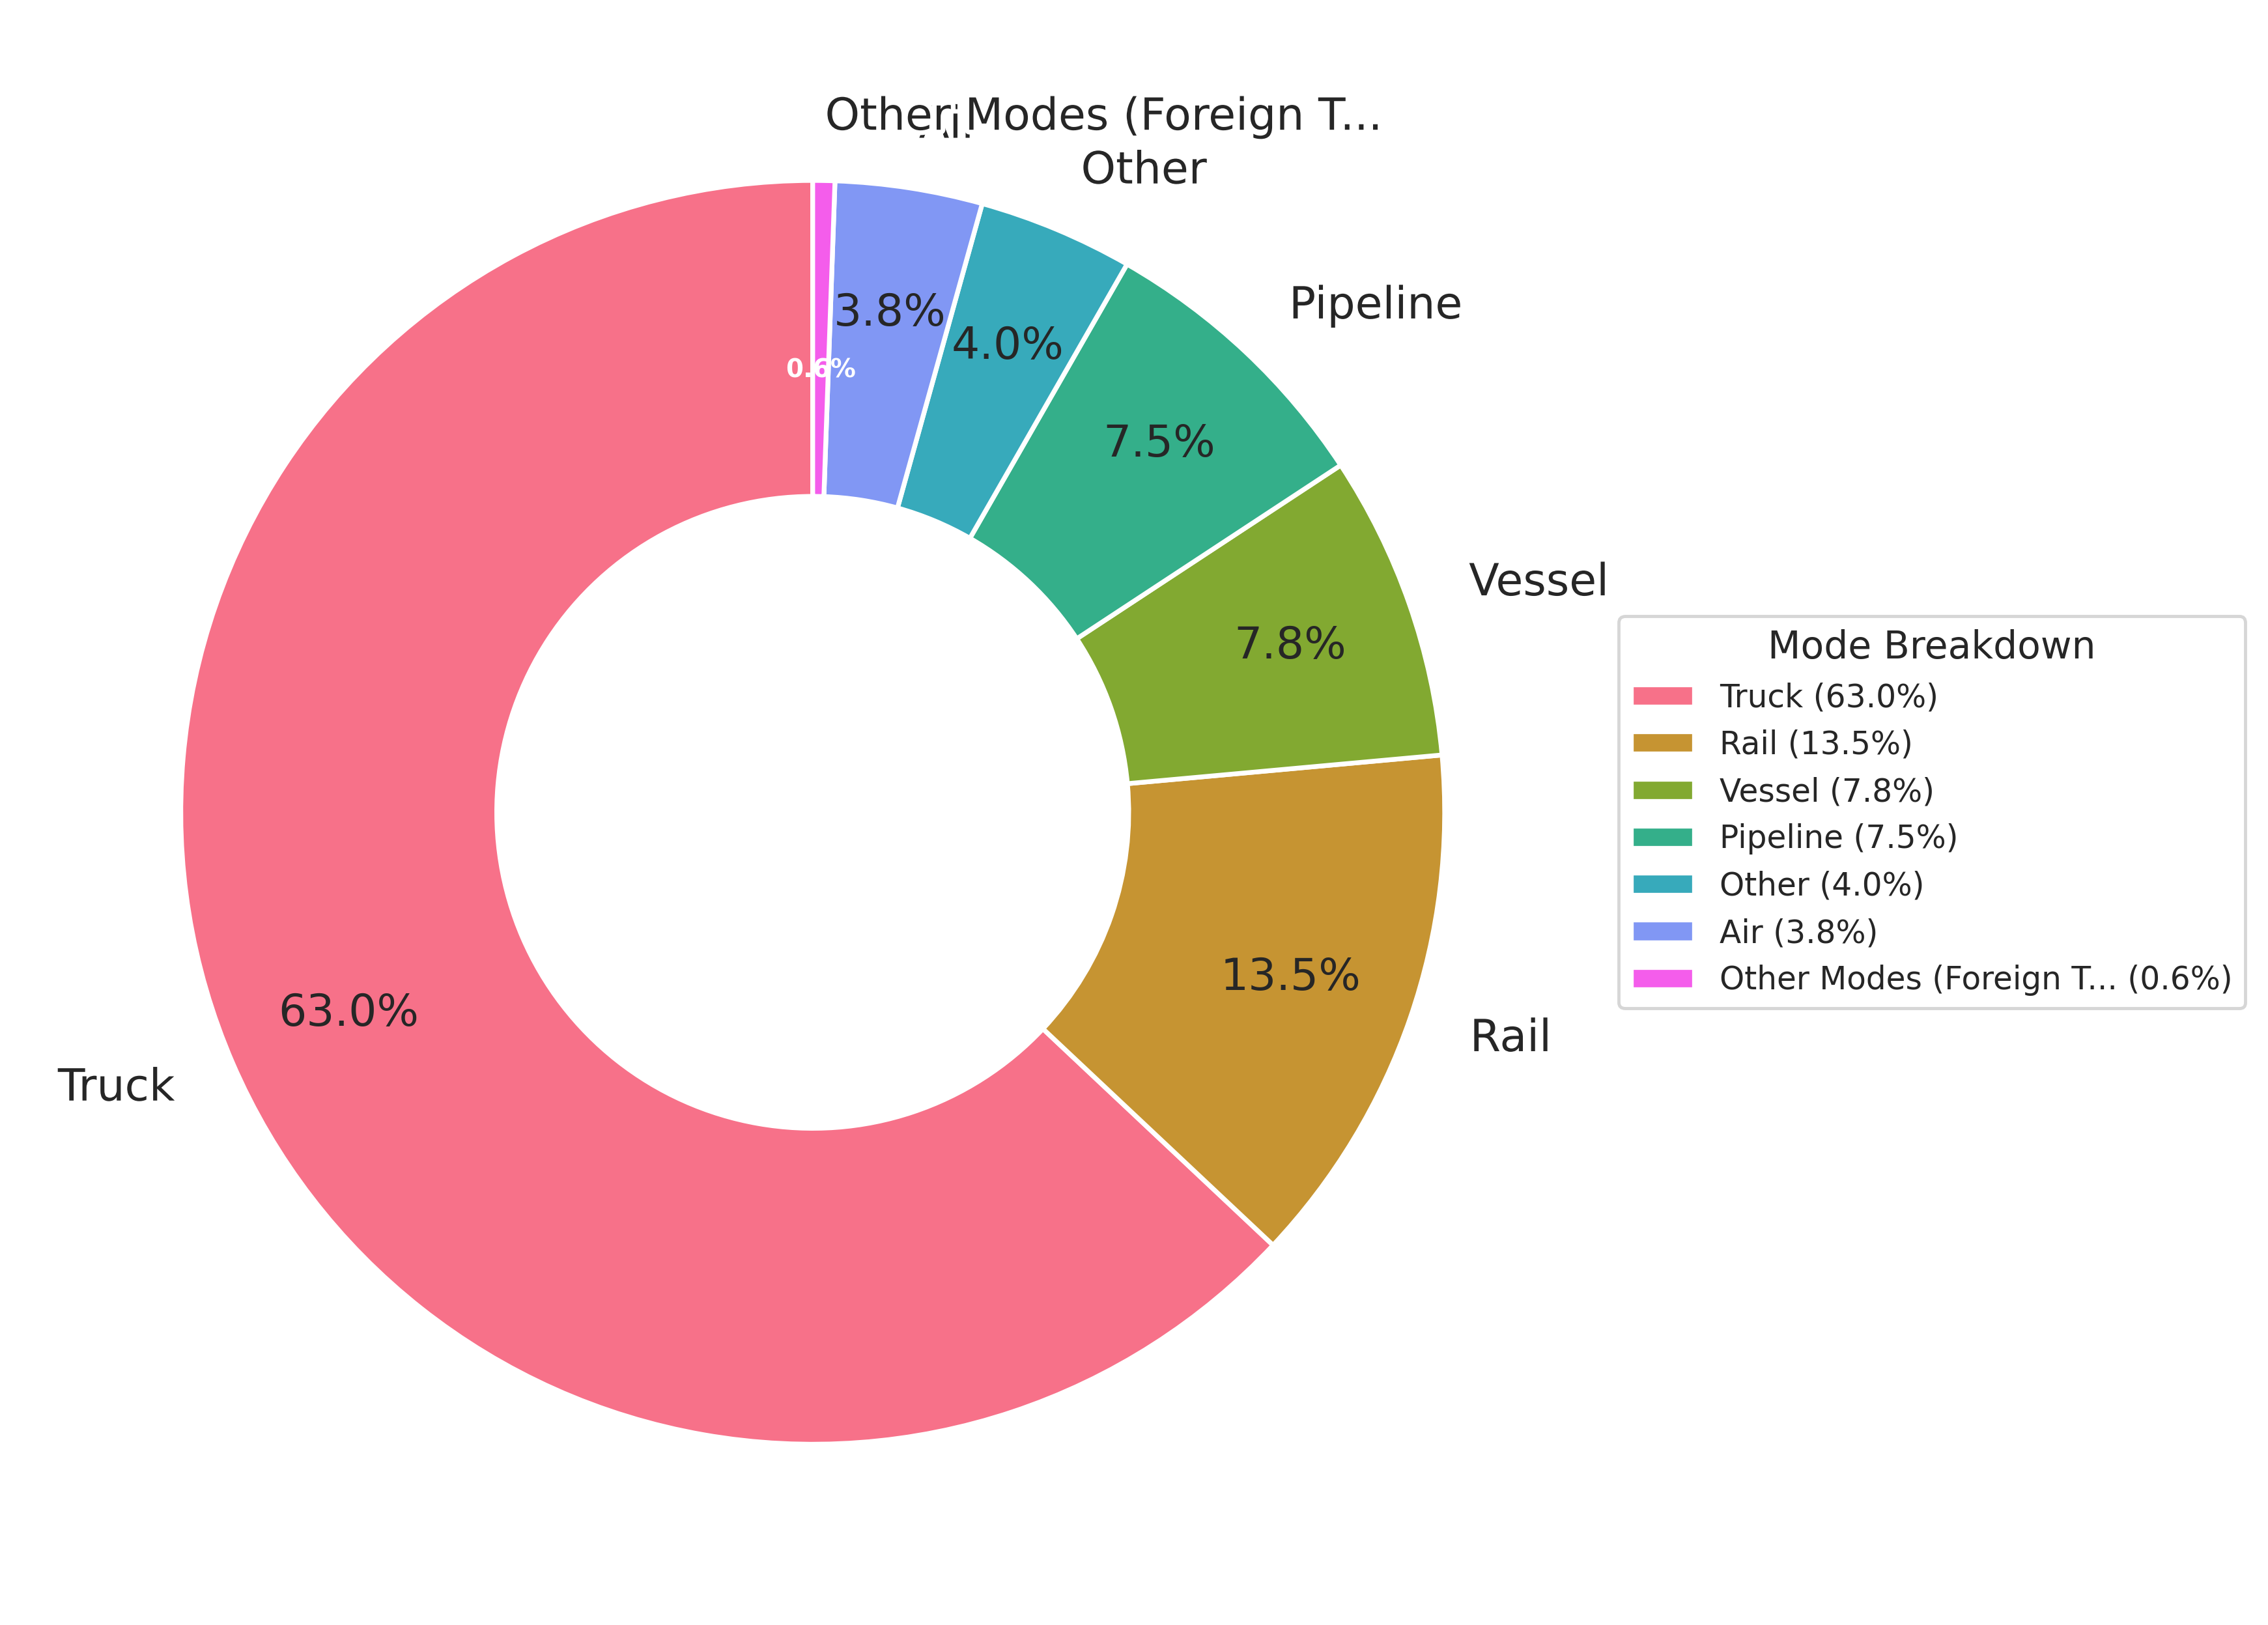 Other Modes (Foreign T...
Other
Pipeline
Vessel
Rail
Truck
3.8%
4.0%
0.6%
7.5%
7.8%
13.5%
63.0%
Mode Breakdown
Truck (63.0%)
Rail (13.5%)
Vessel (7.8%)
Pipeline (7.5%)
Other (4.0%)
Air (3.8%)
Other Modes (Foreign T... (0.6%)